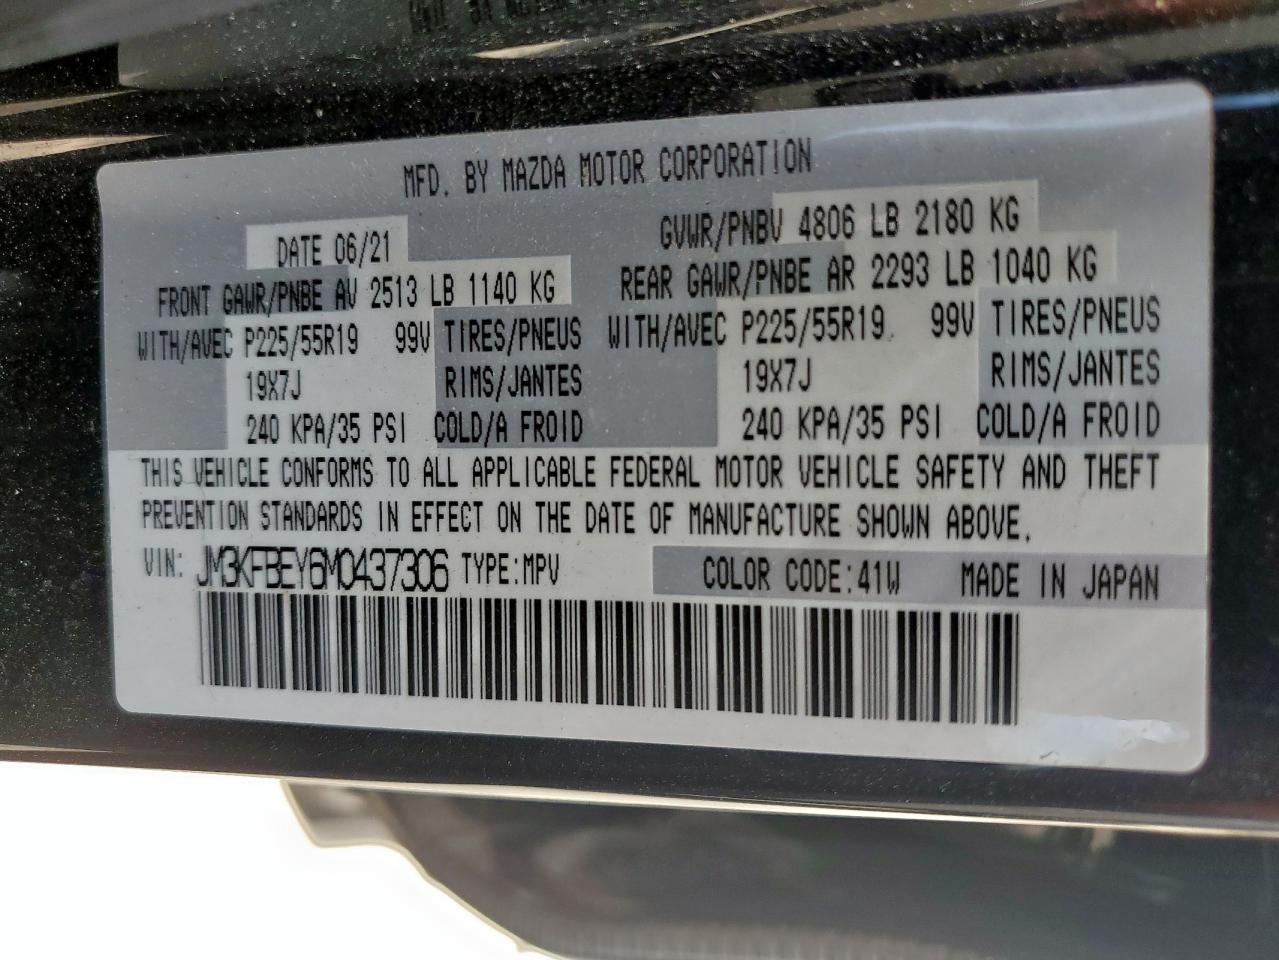 MFD. BY MAZDA MOTOR CORPORATION
DATE 06/21 GVWR/PNBV 4806 LB 2180 KG
FRONT GAWR/PNBE AV 2513 LB 1140 KG REAR GAWR/PNBE AR 2293 LB 1040 KG
WITH/AVEC P225/55R19 99V TIRES/PNEUS WITH/AVEC P225/55R19 99V TIRES/PNEUS
19X7J RIMS/JANTES 19X7J RIMS/JANTES
240 KPA/35 PSI COLD/A FROID 240 KPA/35 PSI COLD/A FROID
THIS VEHICLE CONFORMS TO ALL APPLICABLE FEDERAL MOTOR VEHICLE SAFETY AND THEFT
PREVENTION STANDARDS IN EFFECT ON THE DATE OF MANUFACTURE SHOWN ABOVE.
VIN: JM3KFBEY6M0437306 TYPE:MPV COLOR CODE:41W MADE IN JAPAN